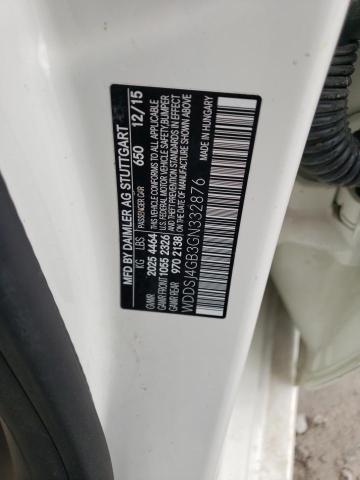 MFD BY DAIMLER AG STUTTGART
PASSENGER CAR 650 12/15
KG LBS
GVWR 2025 4464
GAWR FRONT 1055 2326
GAWR REAR 970 2138
THIS VEHICLE CONFORMS TO ALL APPLICABLE
U.S. FEDERAL MOTOR VEHICLE SAFETY, BUMPER
AND THEFT PREVENTION STANDARDS IN EFFECT
ON THE DATE OF MANUFACTURE SHOWN ABOVE
WDDSJ4GB3GN332876 MADE IN HUNGARY